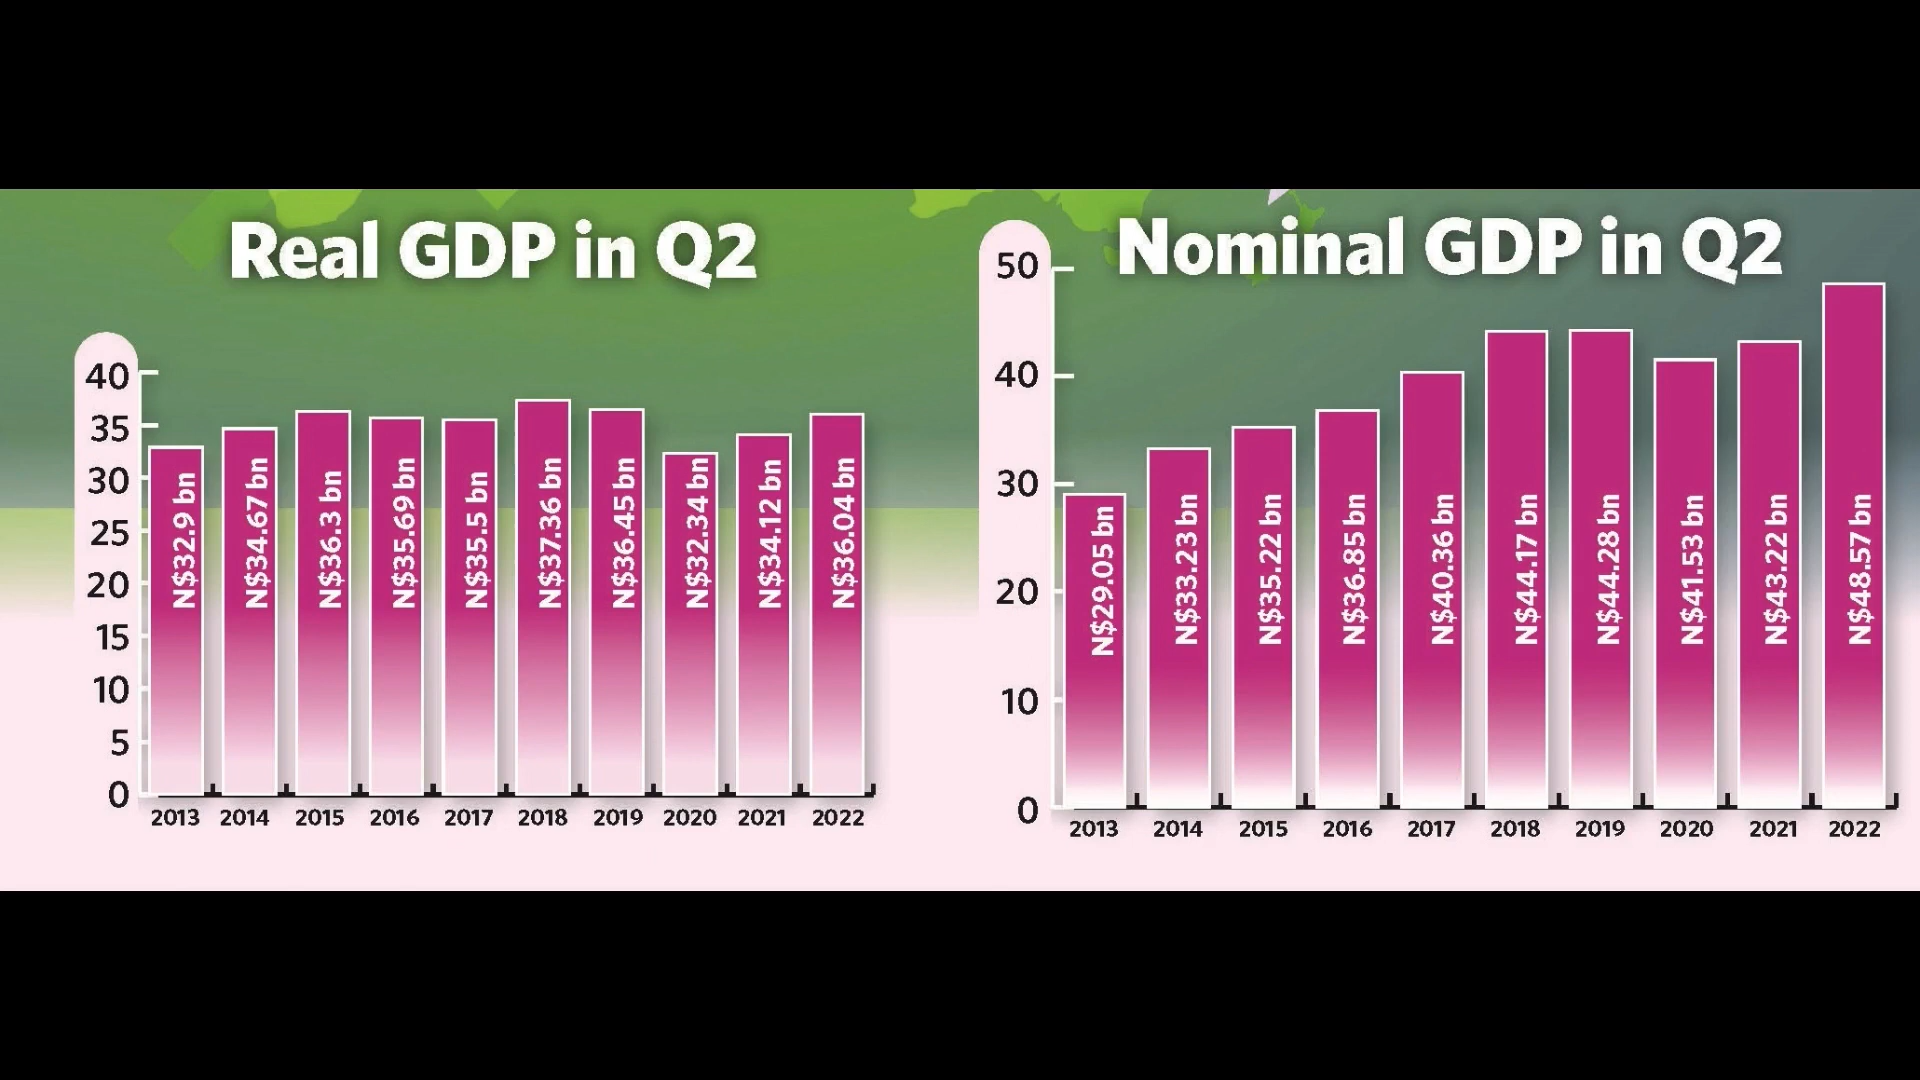 Real GDP in Q2
40
35
30
25
20
15
10
5
0
N$32.9 bn
N$34.67 bn
N$36.3 bn
N$35.69 bn
N$35.5 bn
N$37.36 bn
N$36.45 bn
N$32.34 bn
N$34.12 bn
N$36.04 bn
2013 2014 2015 2016 2017 2018 2019 2020 2021 2022
Nominal GDP in Q2
50
40
30
20
10
0
N$29.05 bn
N$33.23 bn
N$35.22 bn
N$36.85 bn
N$40.36 bn
N$44.17 bn
N$44.28 bn
N$41.53 bn
N$43.22 bn
N$48.57 bn
2013 2014 2015 2016 2017 2018 2019 2020 2021 2022